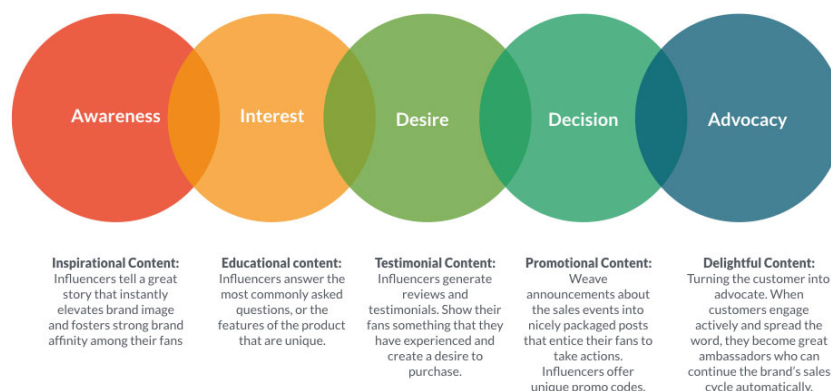 Awareness
Interest
Desire
Decision
Advocacy
Inspirational Content:
Influencers tell a great
story that instantly
elevates brand image
and fosters strong brand
affinity among their fans
Educational content:
Influencers answer the
most commonly asked
questions, or the
features of the product
that are unique.
Testimonial Content:
Influencers generate
reviews and
testimonials. Show their
fans something that they
have experienced and
create a desire to
purchase.
Promotional Content:
Weave
announcements about
the sales events into
nicely packaged posts
that entice their fans to
take actions.
Influencers offer
unique promo codes.
Delightful Content:
Turning the customer into
advocate. When
customers engage
actively and spread the
word, they become great
ambassadors who can
continue the brand’s sales
cycle automatically.